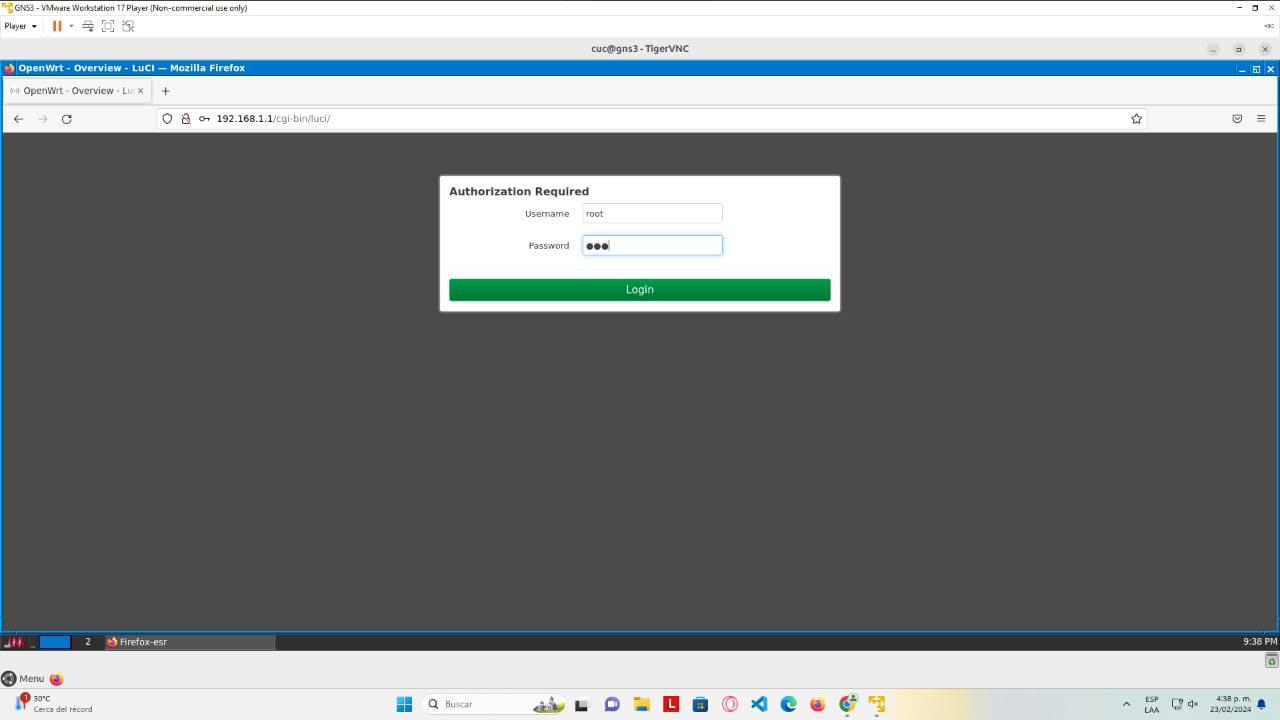 GNS3 - VMware Workstation 17 Player (Non-commercial use only)
Player
cuc@gns3 - TigerVNC
OpenWrt - Overview - LuCI — Mozilla Firefox
OpenWrt - Overview - Lu
192.168.1.1/cgi-bin/luci/
Authorization Required
Username root
Password
Login
2 Firefox-esr 9:38 PM
Menu
1
30°C
Cerca del récord
Buscar
L
ESP
LAA
4:38 p. m.
23/02/2024